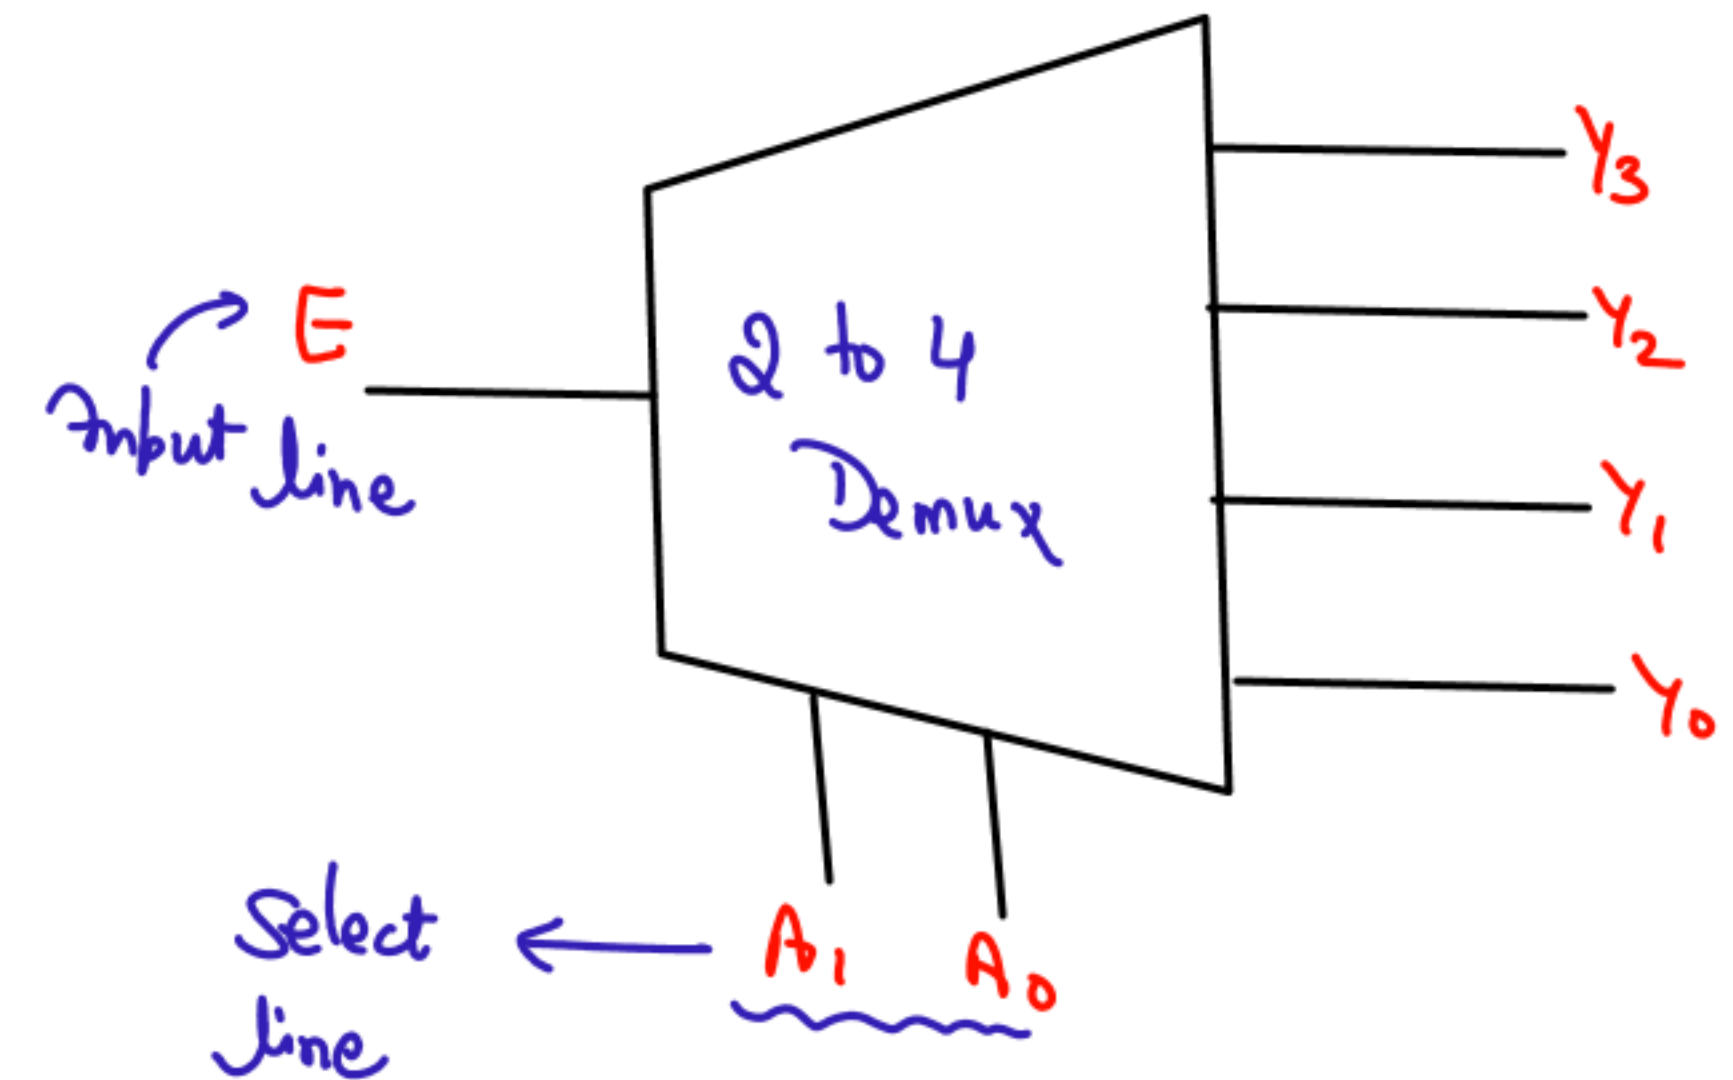 Y3
E
2 to 4
Y2
Input line
Demux
Y1
Y0
Select
line
A1 A0